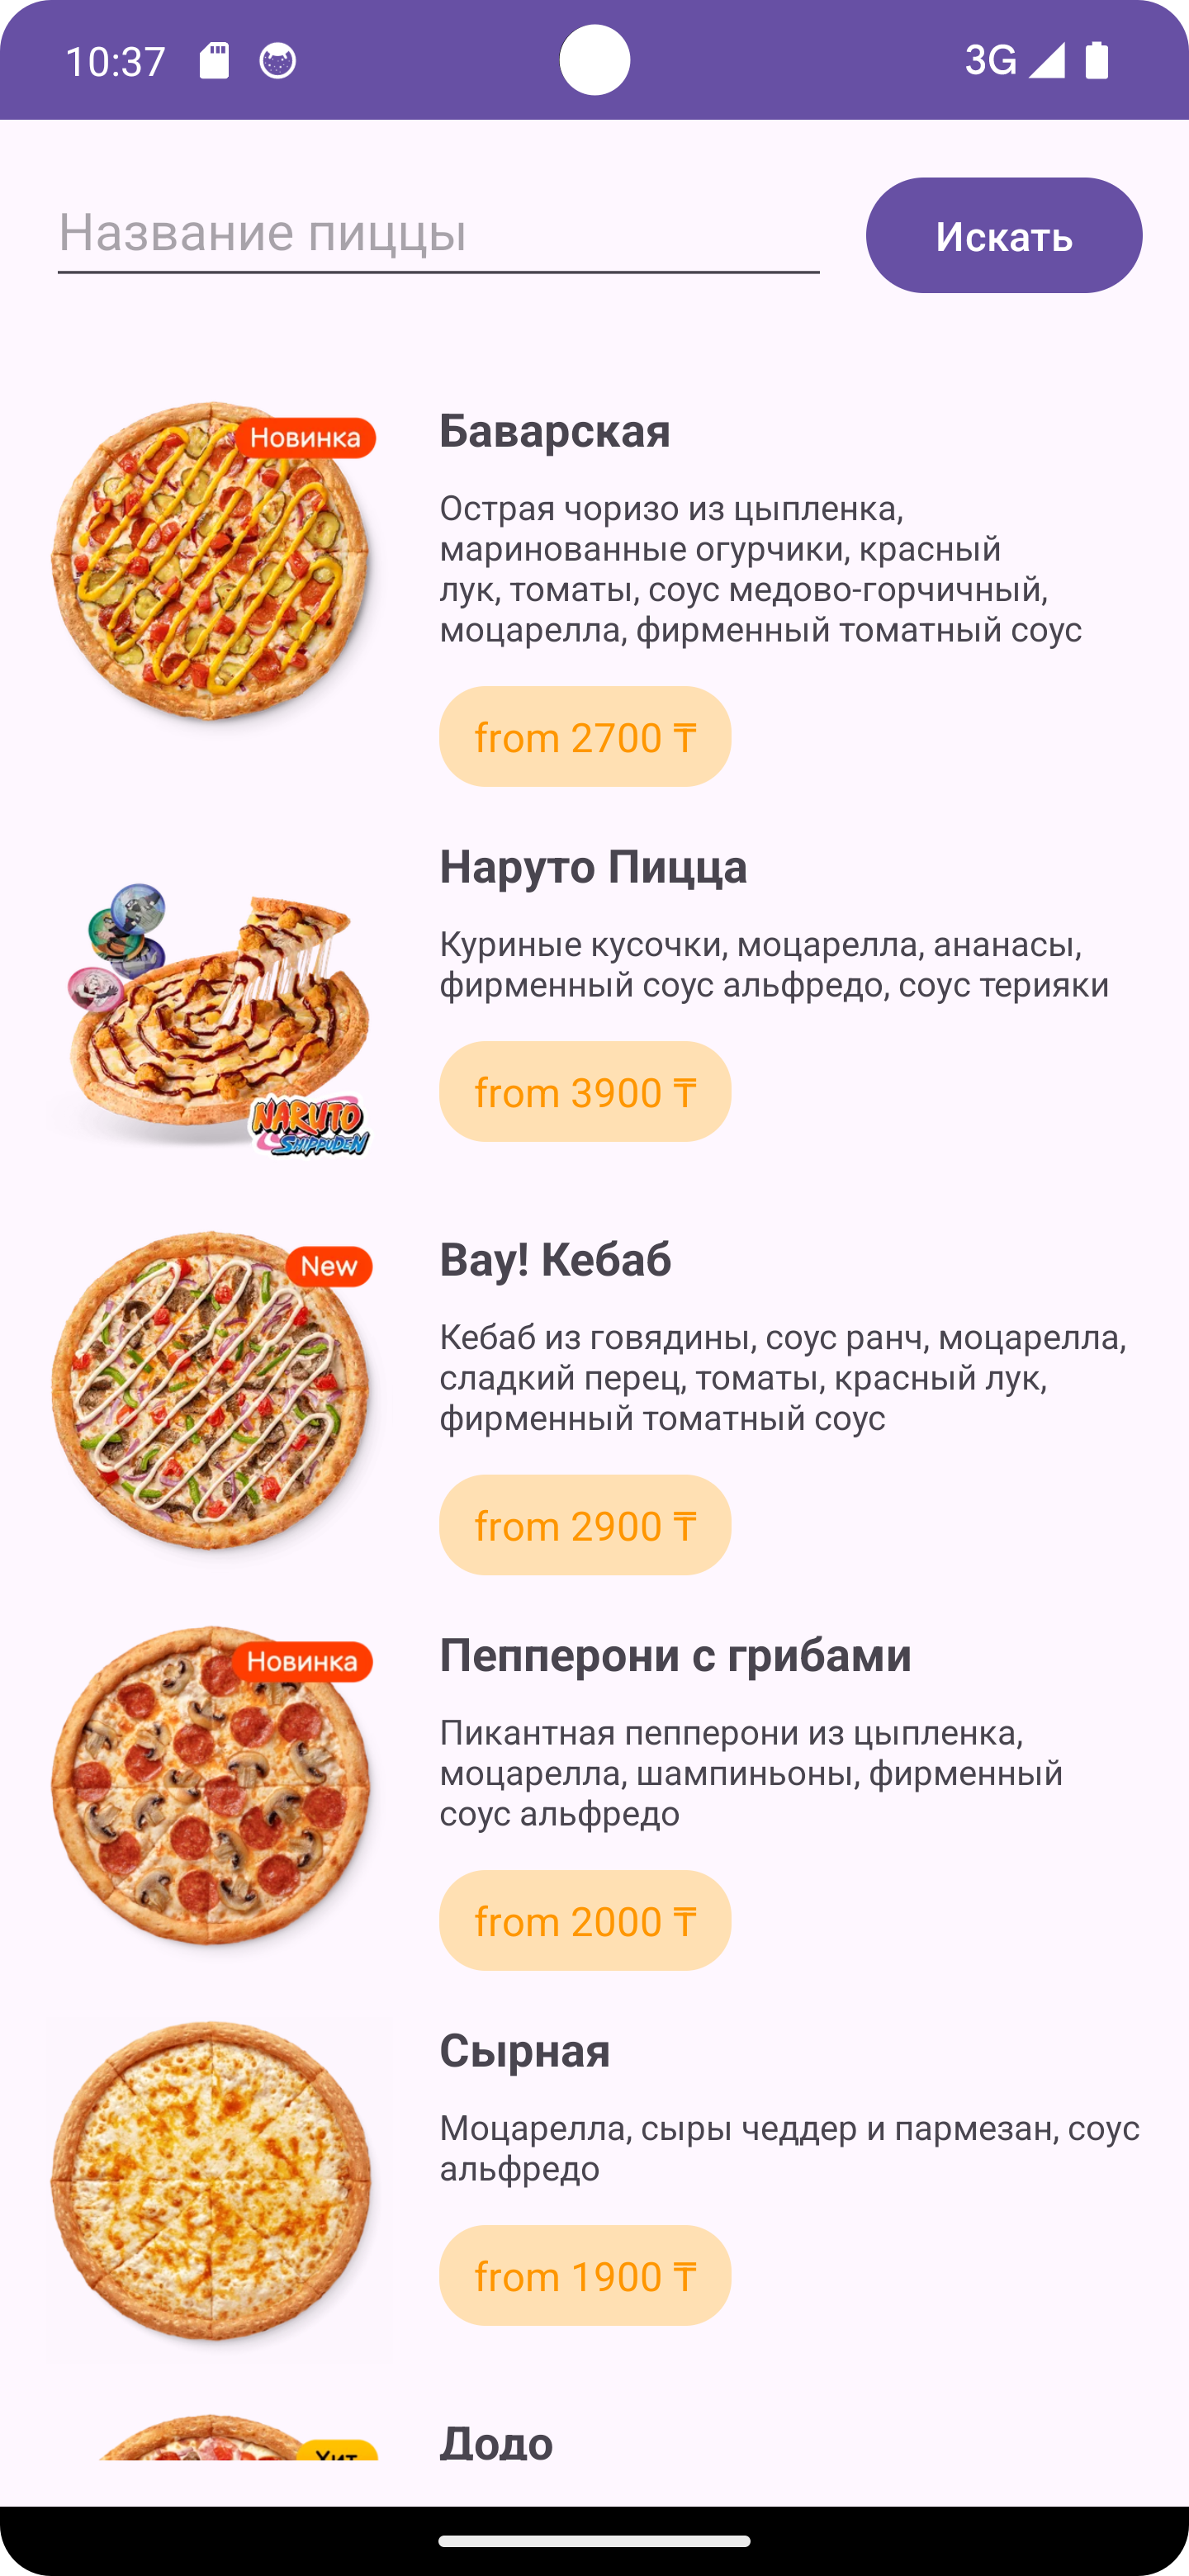 10:37
3G
Название пиццы
Искать
Новинка
Баварская
Острая чоризо из цыпленка,
маринованные огурчики, красный
лук, томаты, соус медово-горчичный,
моцарелла, фирменный томатный соус
from 2700 ₸
Наруто Пицца
Куриные кусочки, моцарелла, ананасы,
фирменный соус альфредо, соус терияки
NARUTO
SHIPPUDEN
from 3900 ₸
New
Вау! Кебаб
Кебаб из говядины, соус ранч, моцарелла,
сладкий перец, томаты, красный лук,
фирменный томатный соус
from 2900 ₸
Новинка
Пепперони с грибами
Пикантная пепперони из цыпленка,
моцарелла, шампиньоны, фирменный
соус альфредо
from 2000 ₸
Сырная
Моцарелла, сыры чеддер и пармезан, соус
альфредо
from 1900 ₸
Хит
Додо